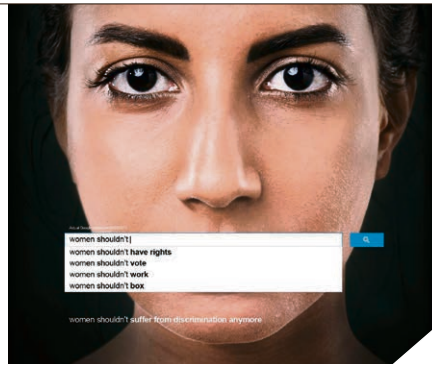 women shouldn't
women shouldn't have rights
women shouldn't vote
women shouldn't work
women shouldn't box
women shouldn't suffer from discrimination anymore